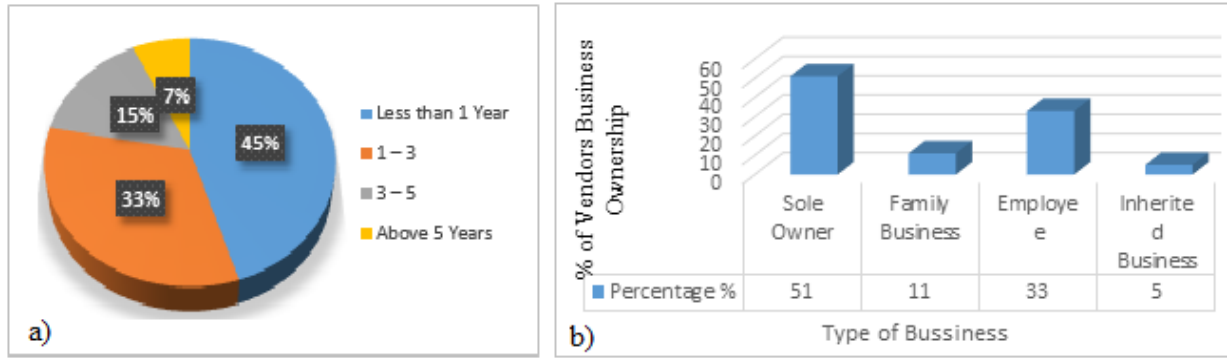 45%
33%
15%
7%
Less than 1 Year
1 – 3
3 – 5
Above 5 Years
a)
% of Vendors Business
Ownership
60
50
40
30
20
10
0
Sole
Owner
Family
Business
Employe
e
Inherite
d
Business
Percentage % 51 11 33 5
Type of Bussiness
b)